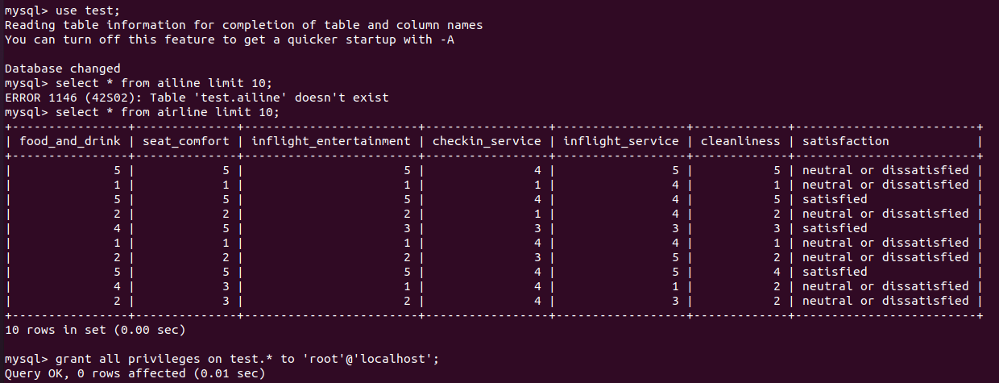 mysql> use test;
Reading table information for completion of table and column names
You can turn off this feature to get a quicker startup with -A

Database changed
mysql> select * from ailine limit 10;
ERROR 1146 (42S02): Table 'test.ailine' doesn't exist
mysql> select * from airline limit 10;
+----------------+--------------+------------------------+-----------------+------------------+-------------+-------------------------+
| food_and_drink | seat_comfort | inflight_entertainment | checkin_service | inflight_service | cleanliness | satisfaction            |
+----------------+--------------+------------------------+-----------------+------------------+-------------+-------------------------+
|              5 |            5 |                      5 |               4 |                5 |           5 | neutral or dissatisfied |
|              1 |            1 |                      1 |               1 |                4 |           1 | neutral or dissatisfied |
|              5 |            5 |                      5 |               4 |                4 |           5 | satisfied               |
|              2 |            2 |                      2 |               1 |                4 |           2 | neutral or dissatisfied |
|              4 |            5 |                      3 |               3 |                3 |           3 | satisfied               |
|              1 |            1 |                      1 |               4 |                4 |           1 | neutral or dissatisfied |
|              2 |            2 |                      2 |               3 |                5 |           2 | neutral or dissatisfied |
|              5 |            5 |                      5 |               4 |                5 |           4 | satisfied               |
|              4 |            3 |                      1 |               4 |                1 |           2 | neutral or dissatisfied |
|              2 |            3 |                      2 |               4 |                3 |           2 | neutral or dissatisfied |
+----------------+--------------+------------------------+-----------------+------------------+-------------+-------------------------+
10 rows in set (0.00 sec)

mysql> grant all privileges on test.* to 'root'@'localhost';
Query OK, 0 rows affected (0.01 sec)